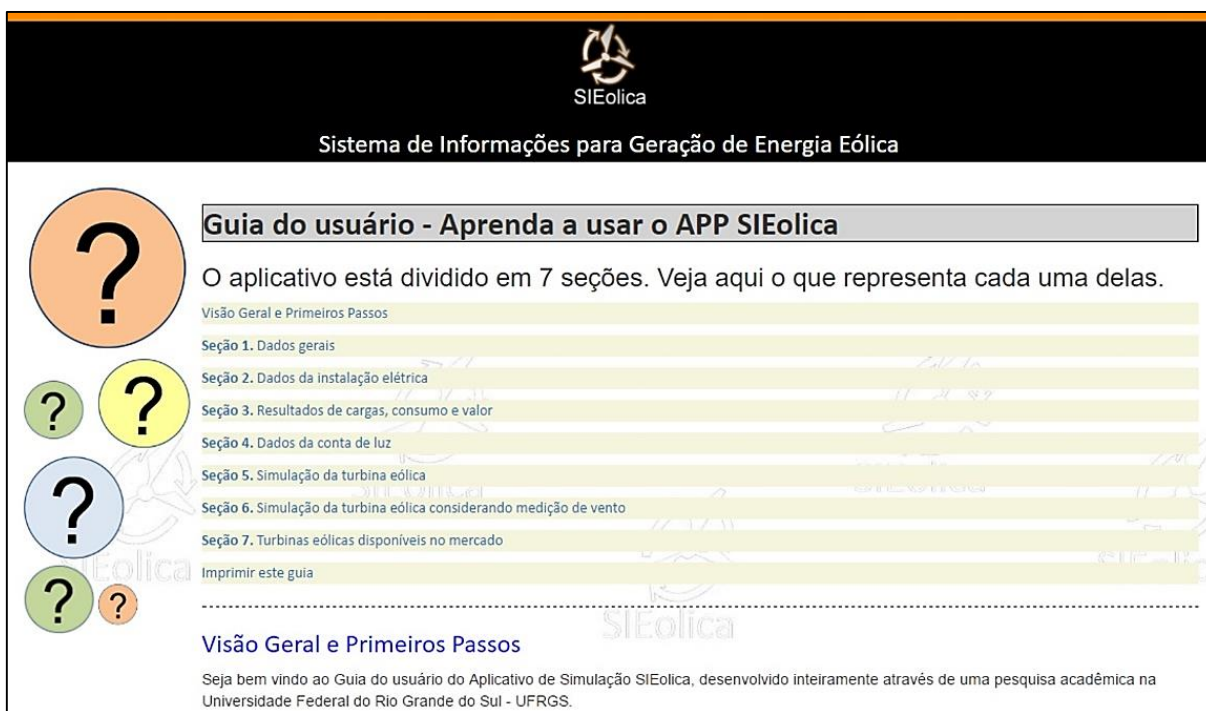 SIEolica
Sistema de Informações para Geração de Energia Eólica
Guia do usuário - Aprenda a usar o APP SIEolica
O aplicativo está dividido em 7 seções. Veja aqui o que representa cada uma delas.
Visão Geral e Primeiros Passos
Seção 1. Dados gerais
Seção 2. Dados da instalação elétrica
Seção 3. Resultados de cargas, consumo e valor
Seção 4. Dados da conta de luz
Seção 5. Simulação da turbina eólica
Seção 6. Simulação da turbina eólica considerando medição de vento
Seção 7. Turbinas eólicas disponíveis no mercado
Imprimir este guia
?
?
?
?
?
?
SIEolica
SIEolica
Visão Geral e Primeiros Passos
Seja bem vindo ao Guia do usuário do Aplicativo de Simulação SIEolica, desenvolvido inteiramente através de uma pesquisa acadêmica na
Universidade Federal do Rio Grande do Sul - UFRGS.